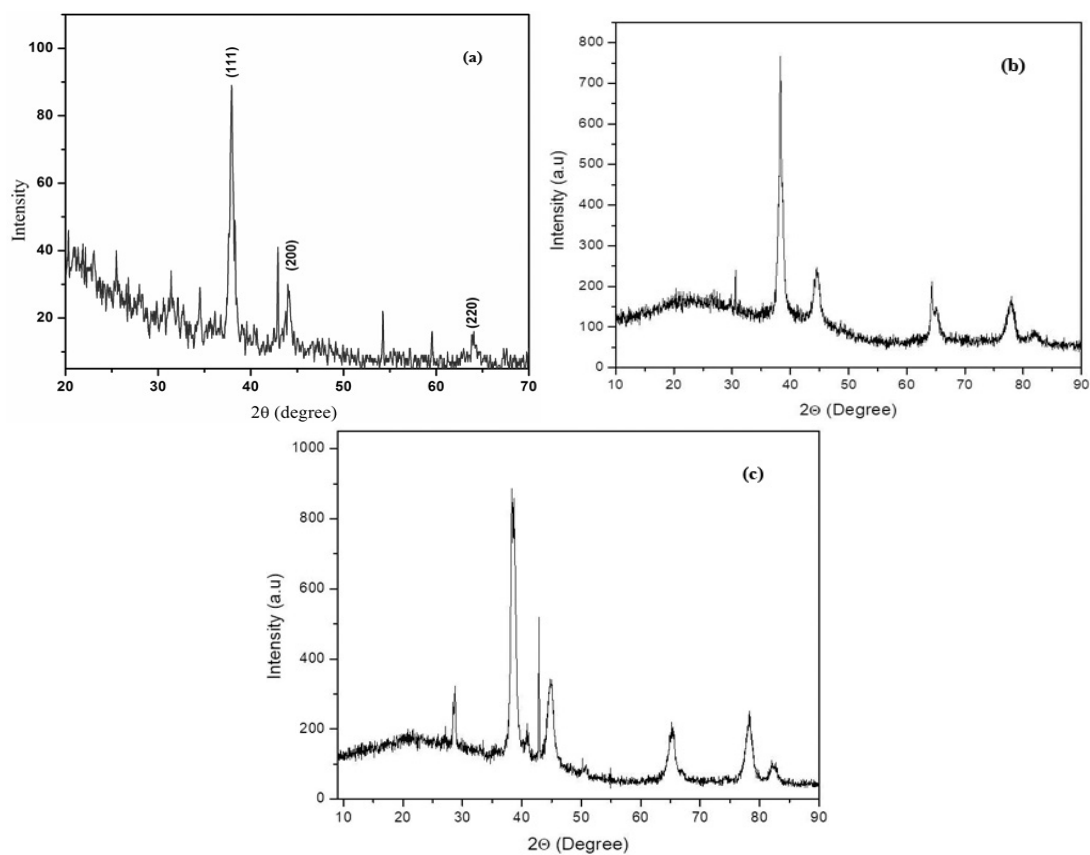 (a)
100
80
60
40
20
Intensity
(111)
(200)
(220)
20 30 40 50 60 70
2θ (degree)
(b)
800
700
600
500
400
300
200
100
0
Intensity (a.u)
10 20 30 40 50 60 70 80 90
2Θ (Degree)
(c)
1000
800
600
400
200
0
Intensity (a.u)
10 20 30 40 50 60 70 80 90
2Θ (Degree)